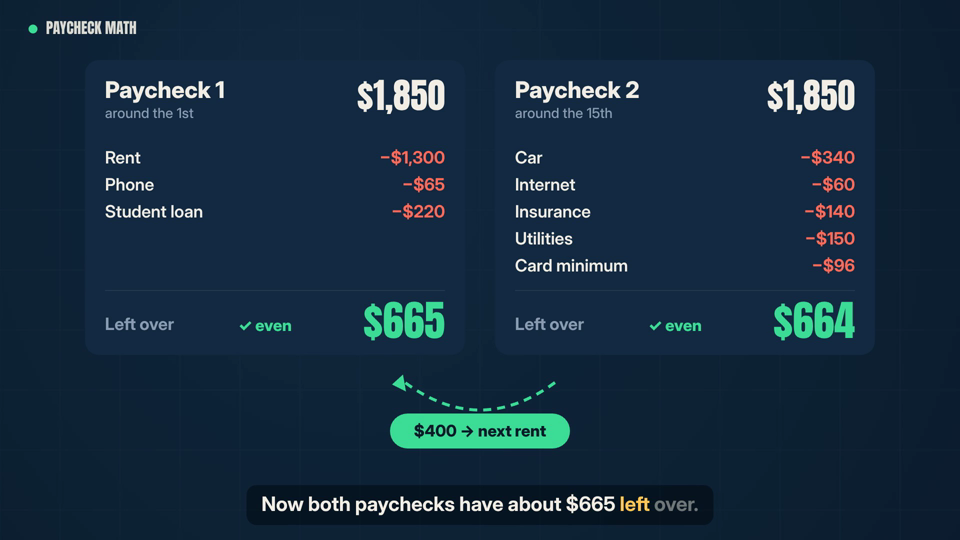 PAYCHECK MATH
Paycheck 1
$1,850
around the 1st
Rent −$1,300
Phone −$65
Student loan −$220
Left over ✓ even $665
Paycheck 2
$1,850
around the 15th
Car −$340
Internet −$60
Insurance −$140
Utilities −$150
Card minimum −$96
Left over ✓ even $664
$400 → next rent
Now both paychecks have about $665 left over.